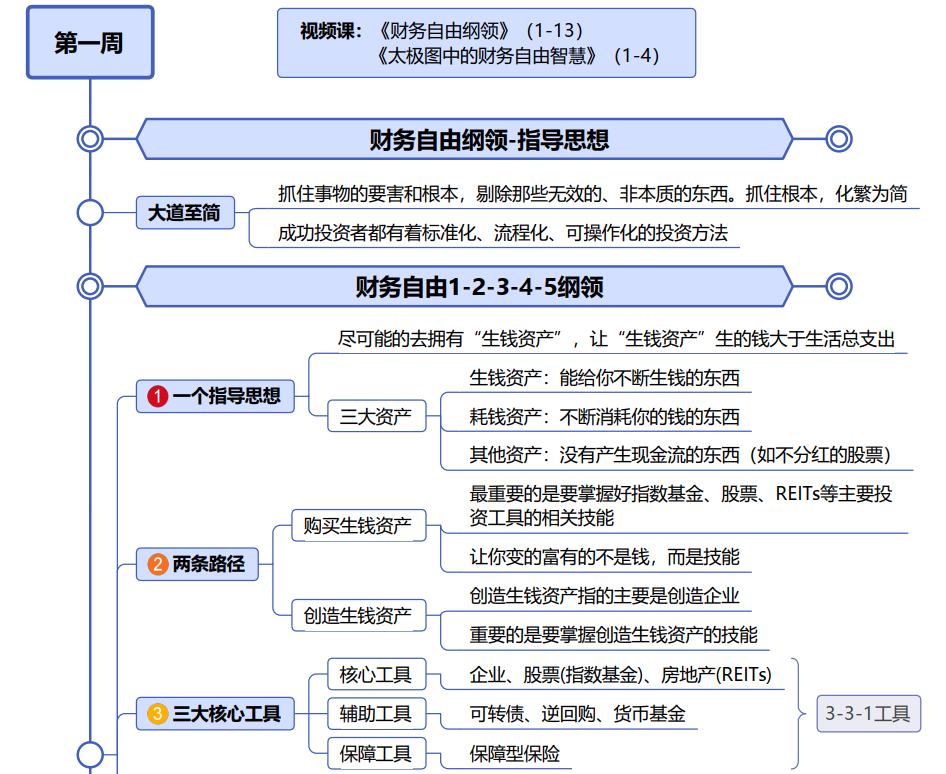 第一周
视频课：《财务自由纲领》（1-13）
《太极图中的财务自由智慧》（1-4）
财务自由纲领-指导思想
大道至简
抓住事物的要害和根本，剔除那些无效的、非本质的东西。抓住根本，化繁为简
成功投资者都有着标准化、流程化、可操作化的投资方法
财务自由1-2-3-4-5纲领
1 一个指导思想
尽可能的去拥有“生钱资产”，让“生钱资产”生的钱大于生活总支出
三大资产
生钱资产：能给你不断生钱的东西
耗钱资产：不断消耗你的钱的东西
其他资产：没有产生现金流的东西（如不分红的股票）
2 两条路径
购买生钱资产
最重要的是要掌握好指数基金、股票、REITs等主要投
资工具的相关技能
让你变的富有的不是钱，而是技能
创造生钱资产
创造生钱资产指的主要是创造企业
重要的是要掌握创造生钱资产的技能
3 三大核心工具
核心工具
企业、股票(指数基金)、房地产(REITs)
辅助工具
可转债、逆回购、货币基金
保障工具
保障型保险
3-3-1工具